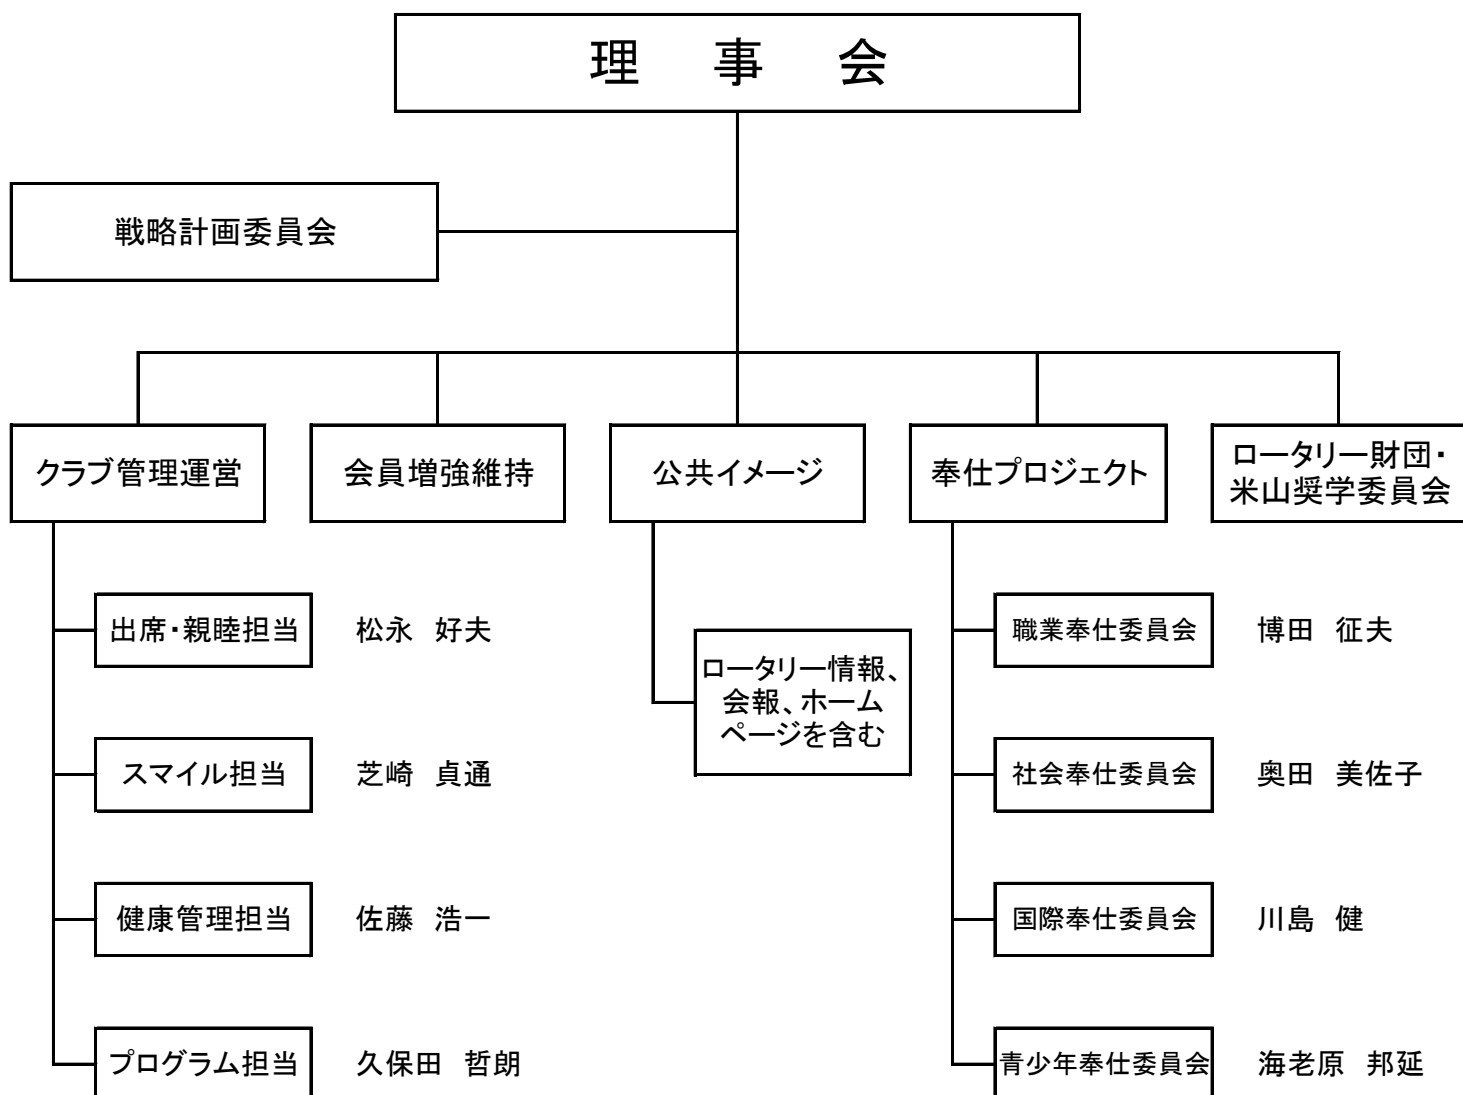 理 事 会
戦略計画委員会
クラブ管理運営
会員増強維持
公共イメージ
奉仕プロジェクト
ロータリー財団・
米山奨学委員会
出席・親睦担当 松永 好夫
スマイル担当 芝崎 貞通
健康管理担当 佐藤 浩一
プログラム担当 久保田 哲朗
ロータリー情報、
会報、ホーム
ページを含む
職業奉仕委員会 博田 征夫
社会奉仕委員会 奥田 美佐子
国際奉仕委員会 川島 健
青少年奉仕委員会 海老原 邦延